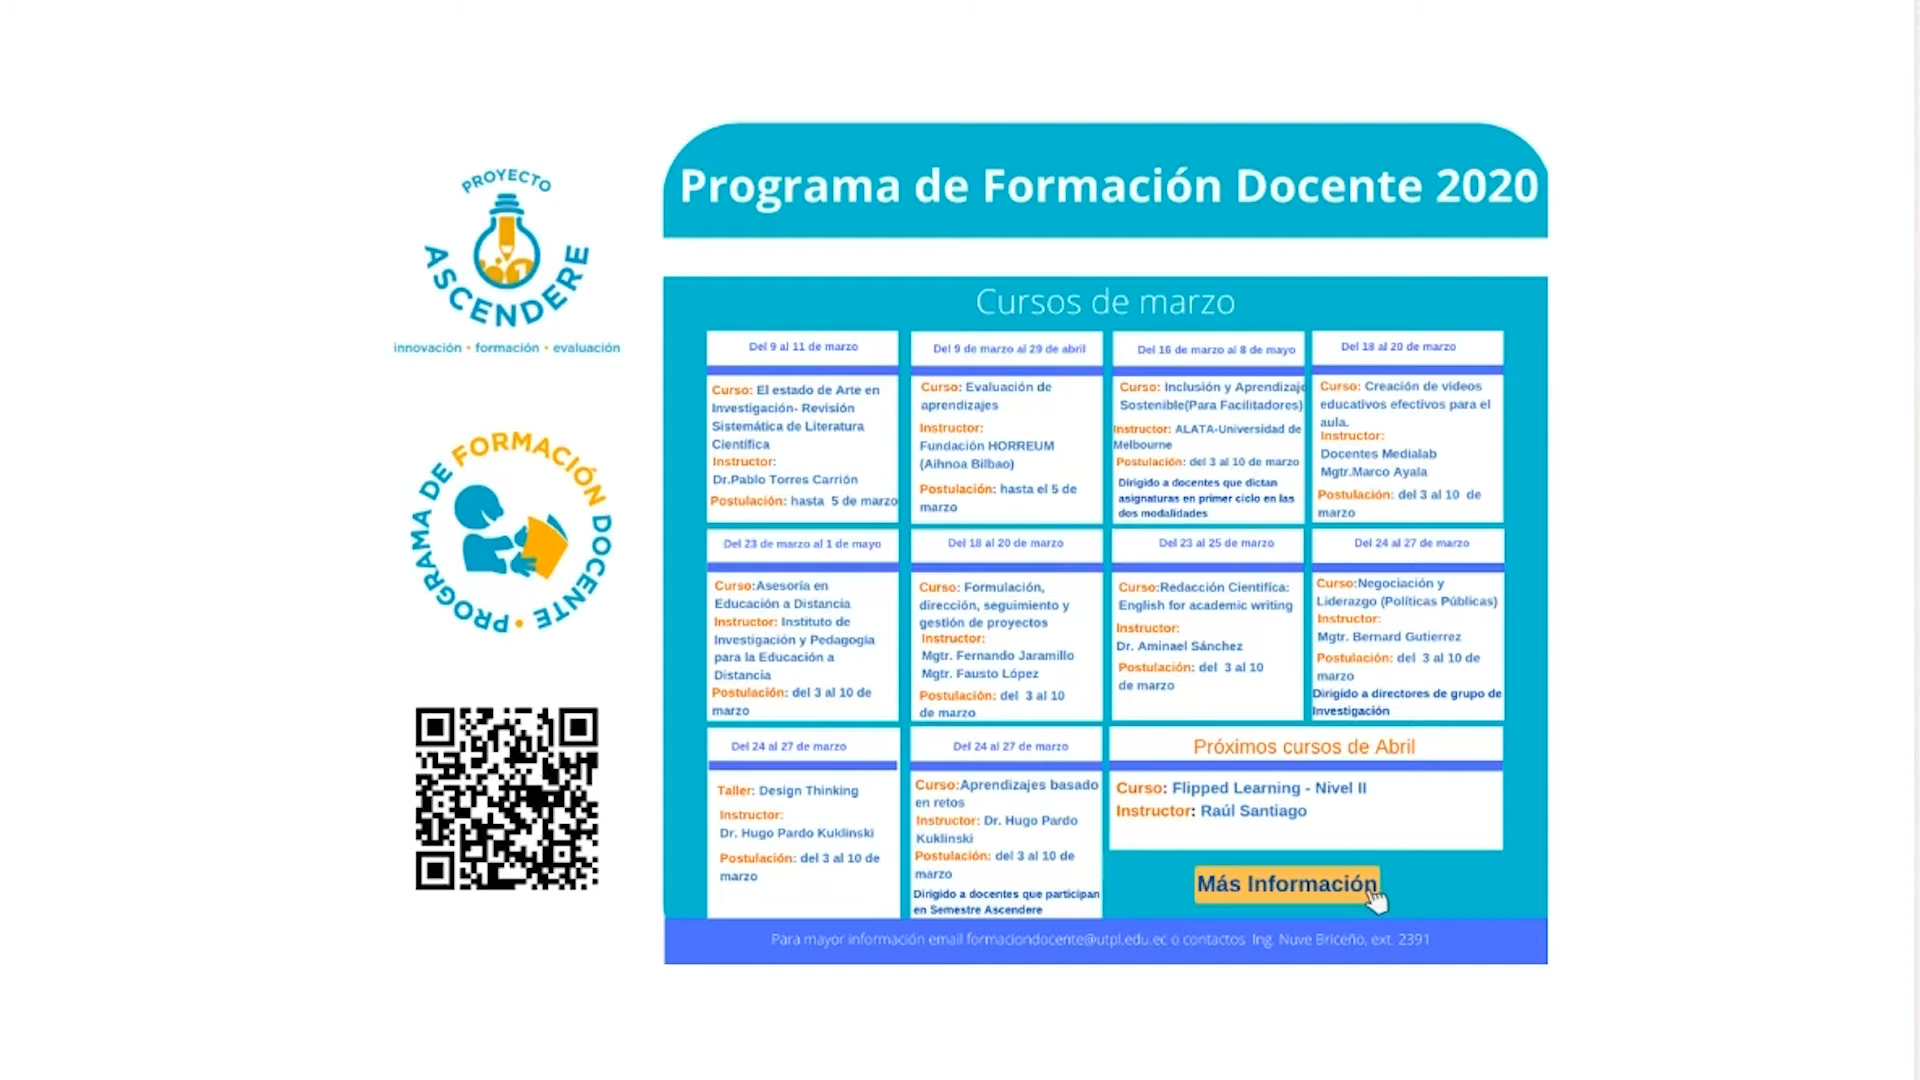 PROYECTO
ASCENDERE
innovación • formación • evaluación
PROGRAMA DE FORMACIÓN DOCENTE •
Programa de Formación Docente 2020
Cursos de marzo
Del 9 al 11 de marzo
Curso: El estado de Arte en
Investigación- Revisión
Sistemática de Literatura
Científica
Instructor:
Dr.Pablo Torres Carrión
Postulación: hasta 5 de marzo
Del 9 de marzo al 29 de abril
Curso: Evaluación de
aprendizajes
Instructor:
Fundación HORREUM
(Aihnoa Bilbao)
Postulación: hasta el 5 de
marzo
Del 16 de marzo al 8 de mayo
Curso: Inclusión y Aprendizaje
Sostenible(Para Facilitadores)
Instructor: ALATA-Universidad de
Melbourne
Postulación: del 3 al 10 de marzo
Dirigido a docentes que dictan
asignaturas en primer ciclo en las
dos modalidades
Del 18 al 20 de marzo
Curso: Creación de videos
educativos efectivos para el
aula.
Instructor:
Docentes Medialab
Mgtr.Marco Ayala
Postulación: del 3 al 10 de
marzo
Del 23 de marzo al 1 de mayo
Curso:Asesoría en
Educación a Distancia
Instructor: Instituto de
Investigación y Pedagogía
para la Educación a
Distancia
Postulación: del 3 al 10 de
marzo
Del 18 al 20 de marzo
Curso: Formulación,
dirección, seguimiento y
gestión de proyectos
Instructor:
Mgtr. Fernando Jaramillo
Mgtr. Fausto López
Postulación: del 3 al 10
de marzo
Del 23 al 25 de marzo
Curso:Redacción Científica:
English for academic writing
Instructor:
Dr. Aminael Sánchez
Postulación: del 3 al 10
de marzo
Del 24 al 27 de marzo
Curso:Negociación y
Liderazgo (Políticas Públicas)
Instructor:
Mgtr. Bernard Gutierrez
Postulación: del 3 al 10 de
marzo
Dirigido a directores de grupo de
Investigación
Del 24 al 27 de marzo
Taller: Design Thinking
Instructor:
Dr. Hugo Pardo Kuklinski
Postulación: del 3 al 10 de
marzo
Del 24 al 27 de marzo
Curso:Aprendizajes basado
en retos
Instructor: Dr. Hugo Pardo
Kuklinski
Postulación: del 3 al 10 de
marzo
Dirigido a docentes que participan
en Semestre Ascendere
Próximos cursos de Abril
Curso: Flipped Learning - Nivel II
Instructor: Raúl Santiago
Más Información
Para mayor información email formaciondocente@utpl.edu.ec o contactos Ing. Nuve Briceño, ext. 2391